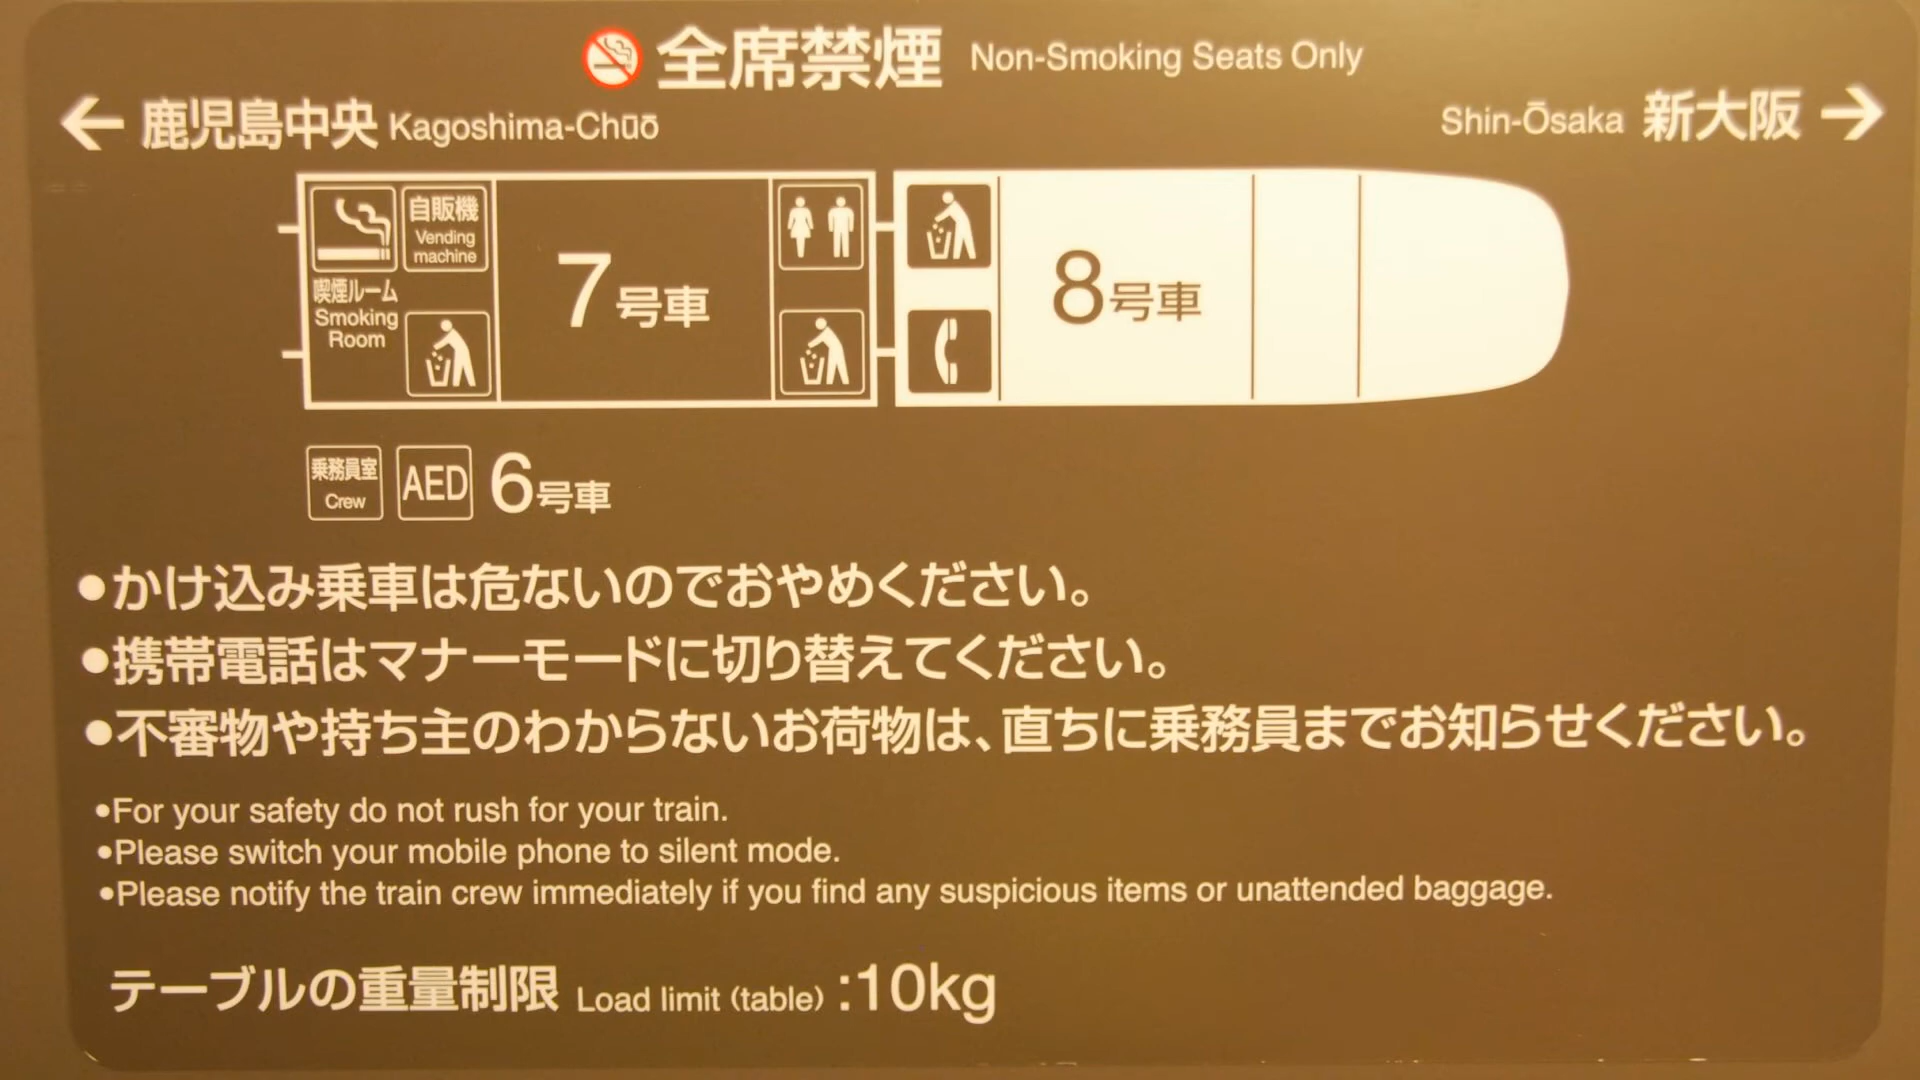 全席禁煙 Non-Smoking Seats Only
← 鹿児島中央 Kagoshima-Chūō
Shin-Ōsaka 新大阪 →
自販機
Vending
machine
喫煙ルーム
Smoking
Room
7号車
8号車
乗務員室
Crew
AED
6号車
●かけ込み乗車は危ないのでおやめください。
●携帯電話はマナーモードに切り替えてください。
●不審物や持ち主のわからないお荷物は、直ちに乗務員までお知らせください。
•For your safety do not rush for your train.
•Please switch your mobile phone to silent mode.
•Please notify the train crew immediately if you find any suspicious items or unattended baggage.
テーブルの重量制限 Load limit (table) :10kg